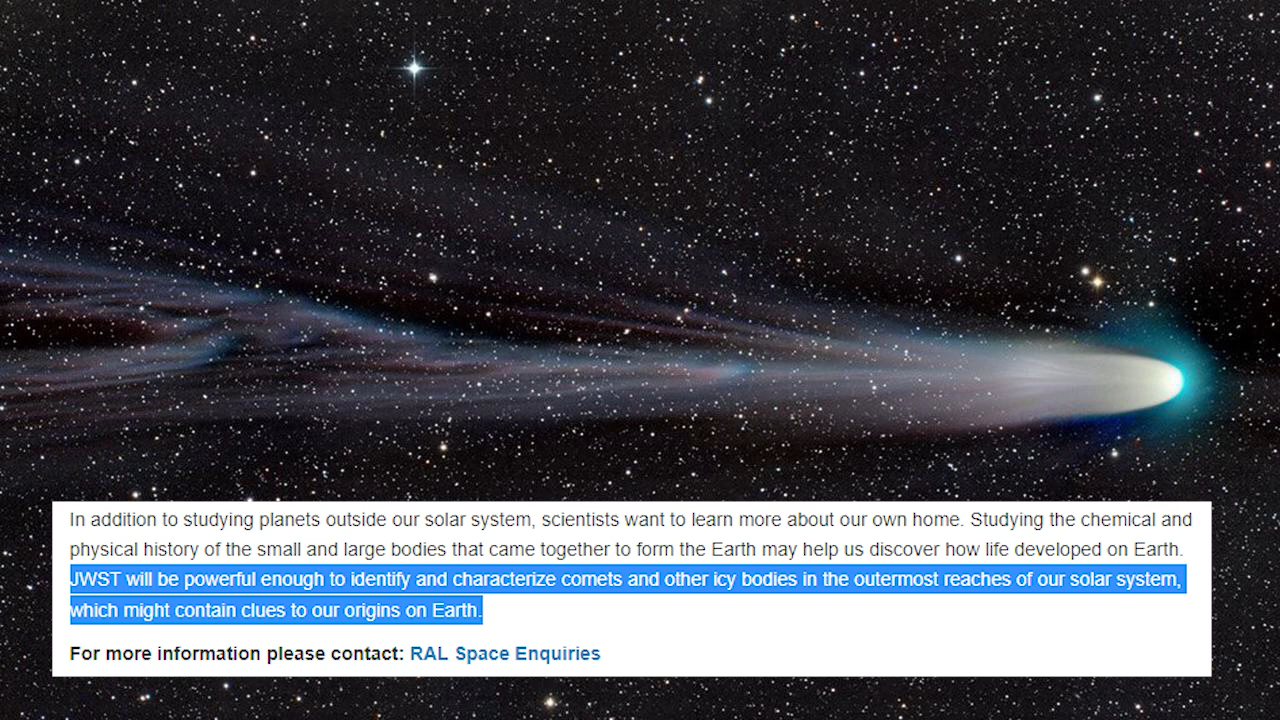 In addition to studying planets outside our solar system, scientists want to learn more about our own home. Studying the chemical and
physical history of the small and large bodies that came together to form the Earth may help us discover how life developed on Earth.
JWST will be powerful enough to identify and characterize comets and other icy bodies in the outermost reaches of our solar system,
which might contain clues to our origins on Earth.
For more information please contact: RAL Space Enquiries